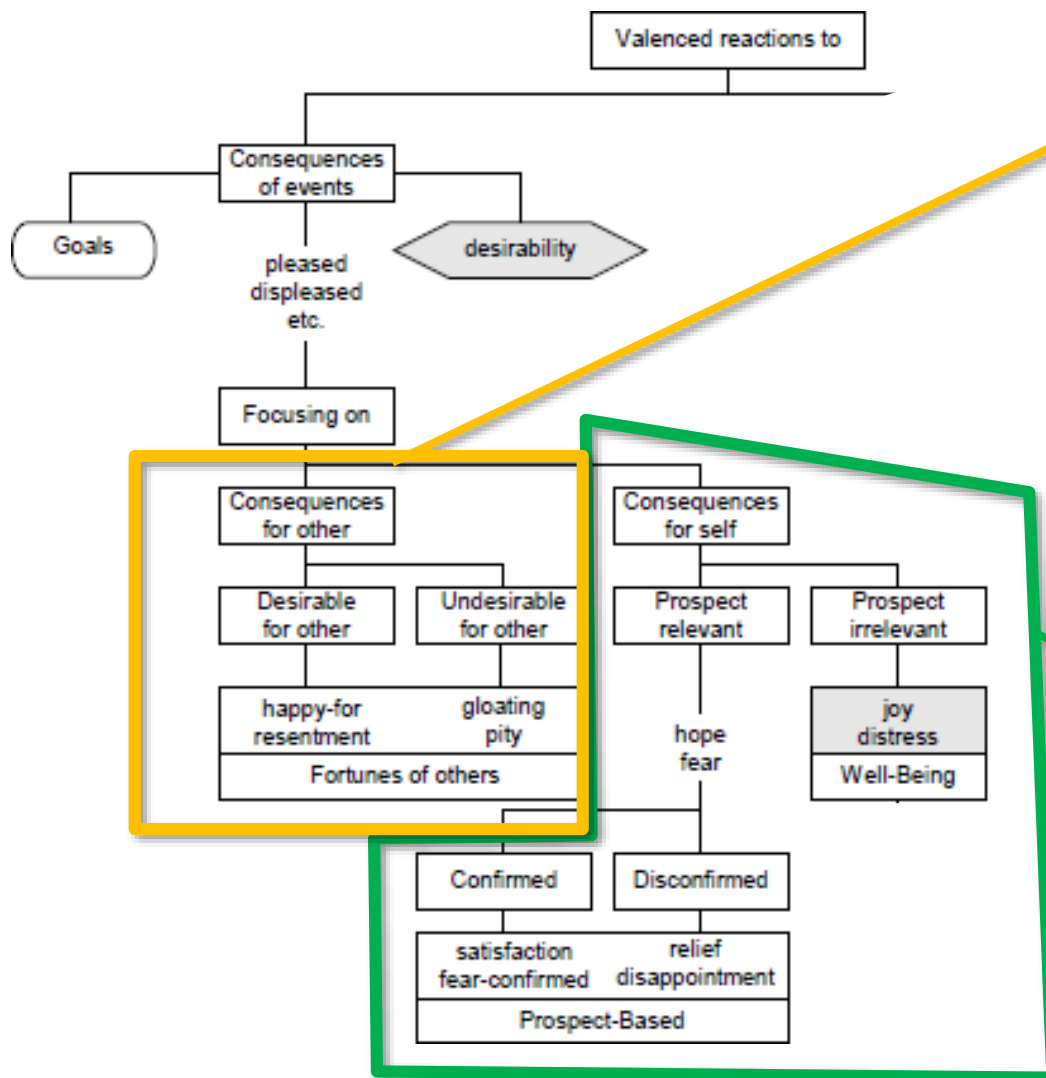 Valenced reactions to
Consequences
of events
Goals
desirability
pleased
displeased
etc.
Focusing on
Consequences
for other
Consequences
for self
Desirable
for other
Undesirable
for other
Prospect
relevant
Prospect
irrelevant
happy-for
resentment
gloating
pity
Fortunes of others
hope
fear
joy
distress
Well-Being
Confirmed
Disconfirmed
satisfaction
fear-confirmed
relief
disappointment
Prospect-Based